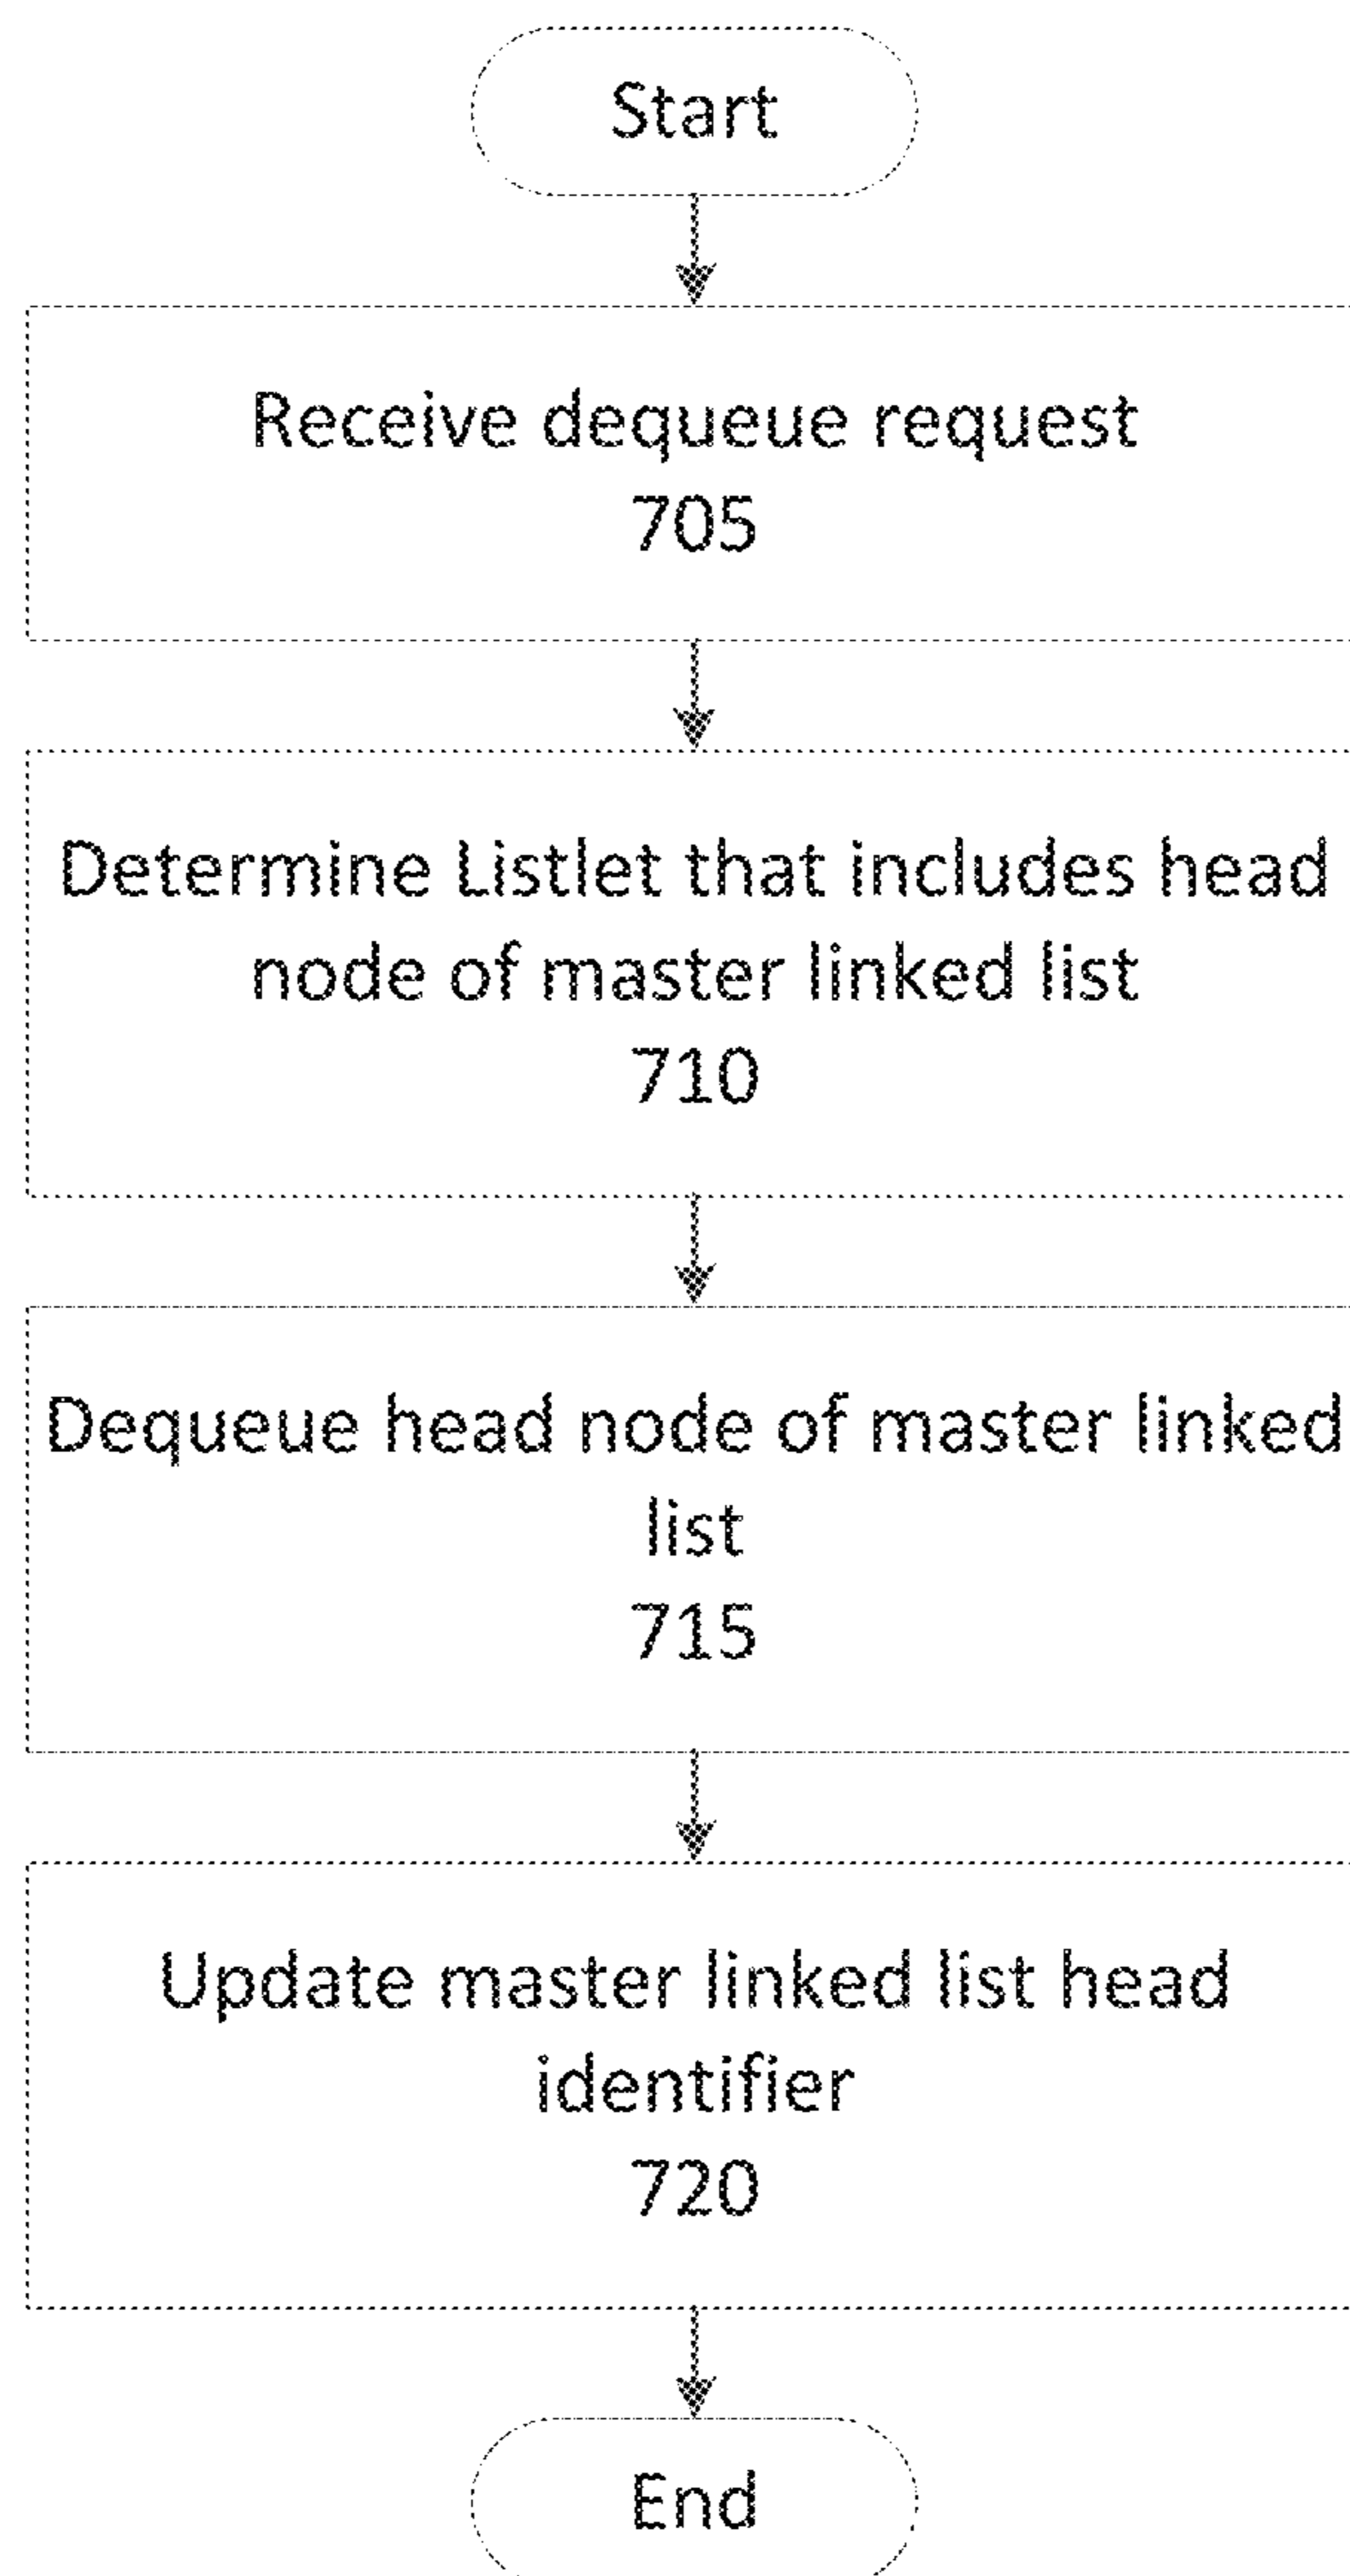 Start
Receive dequeue request
705
Determine Listlet that includes head
node of master linked list
710
Dequeue head node of master linked
list
715
Update master linked list head
identifier
720
End